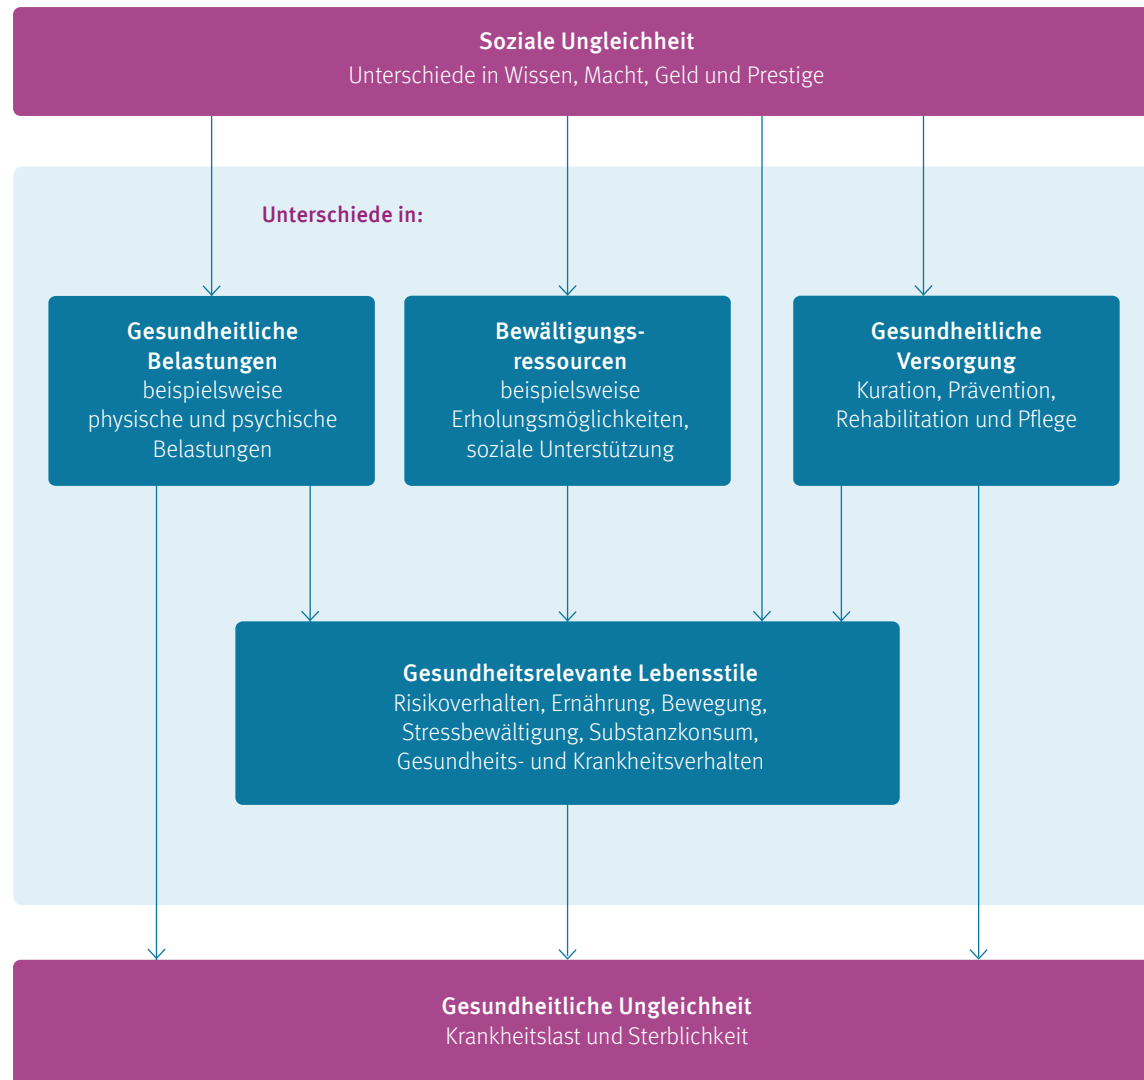 Soziale Ungleichheit
Unterschiede in Wissen, Macht, Geld und Prestige
Unterschiede in:
Gesundheitliche
Belastungen
beispielsweise
physische und psychische
Belastungen
Bewältigungs-
ressourcen
beispielsweise
Erholungsmöglichkeiten,
soziale Unterstützung
Gesundheitliche
Versorgung
Kuration, Prävention,
Rehabilitation und Pflege
Gesundheitsrelevante Lebensstile
Risikoverhalten, Ernährung, Bewegung,
Stressbewältigung, Substanzkonsum,
Gesundheits- und Krankheitsverhalten
Gesundheitliche Ungleichheit
Krankheitslast und Sterblichkeit